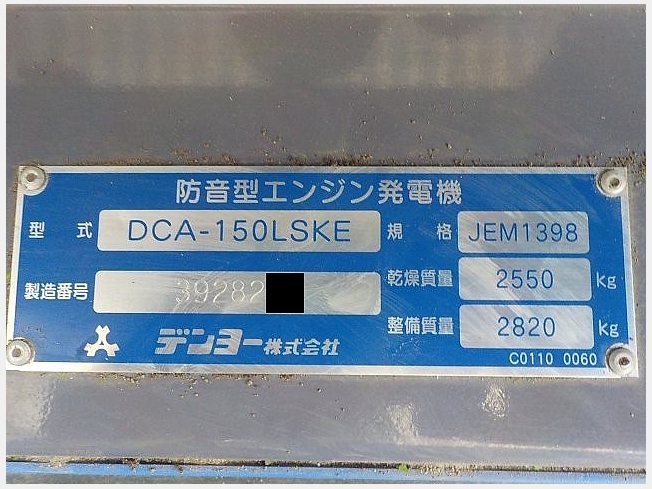 防音型エンジン発電機
型式 DCA-150LSKE 規格 JEM1398
製造番号 39282 乾燥質量 2550 kg
整備質量 2820 kg
デンヨー株式会社 C0110 0060